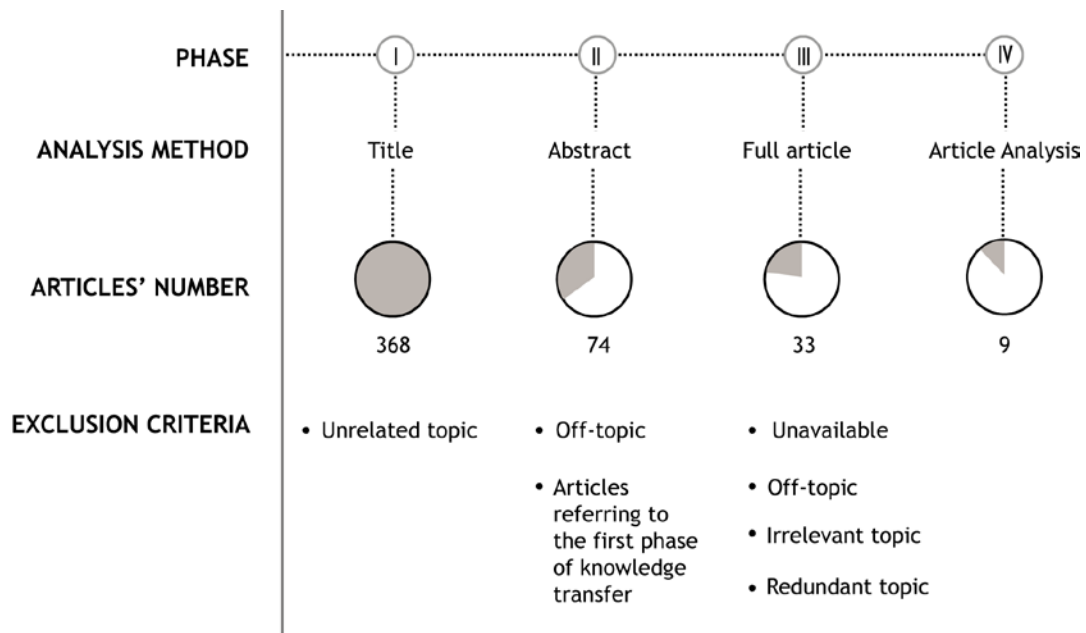 PHASE
I
II
III
IV
ANALYSIS METHOD
Title
Abstract
Full article
Article Analysis
ARTICLES’ NUMBER
368
74
33
9
EXCLUSION CRITERIA
• Unrelated topic
• Off-topic
• Articles
referring to
the first phase
of knowledge
transfer
• Unavailable
• Off-topic
• Irrelevant topic
• Redundant topic